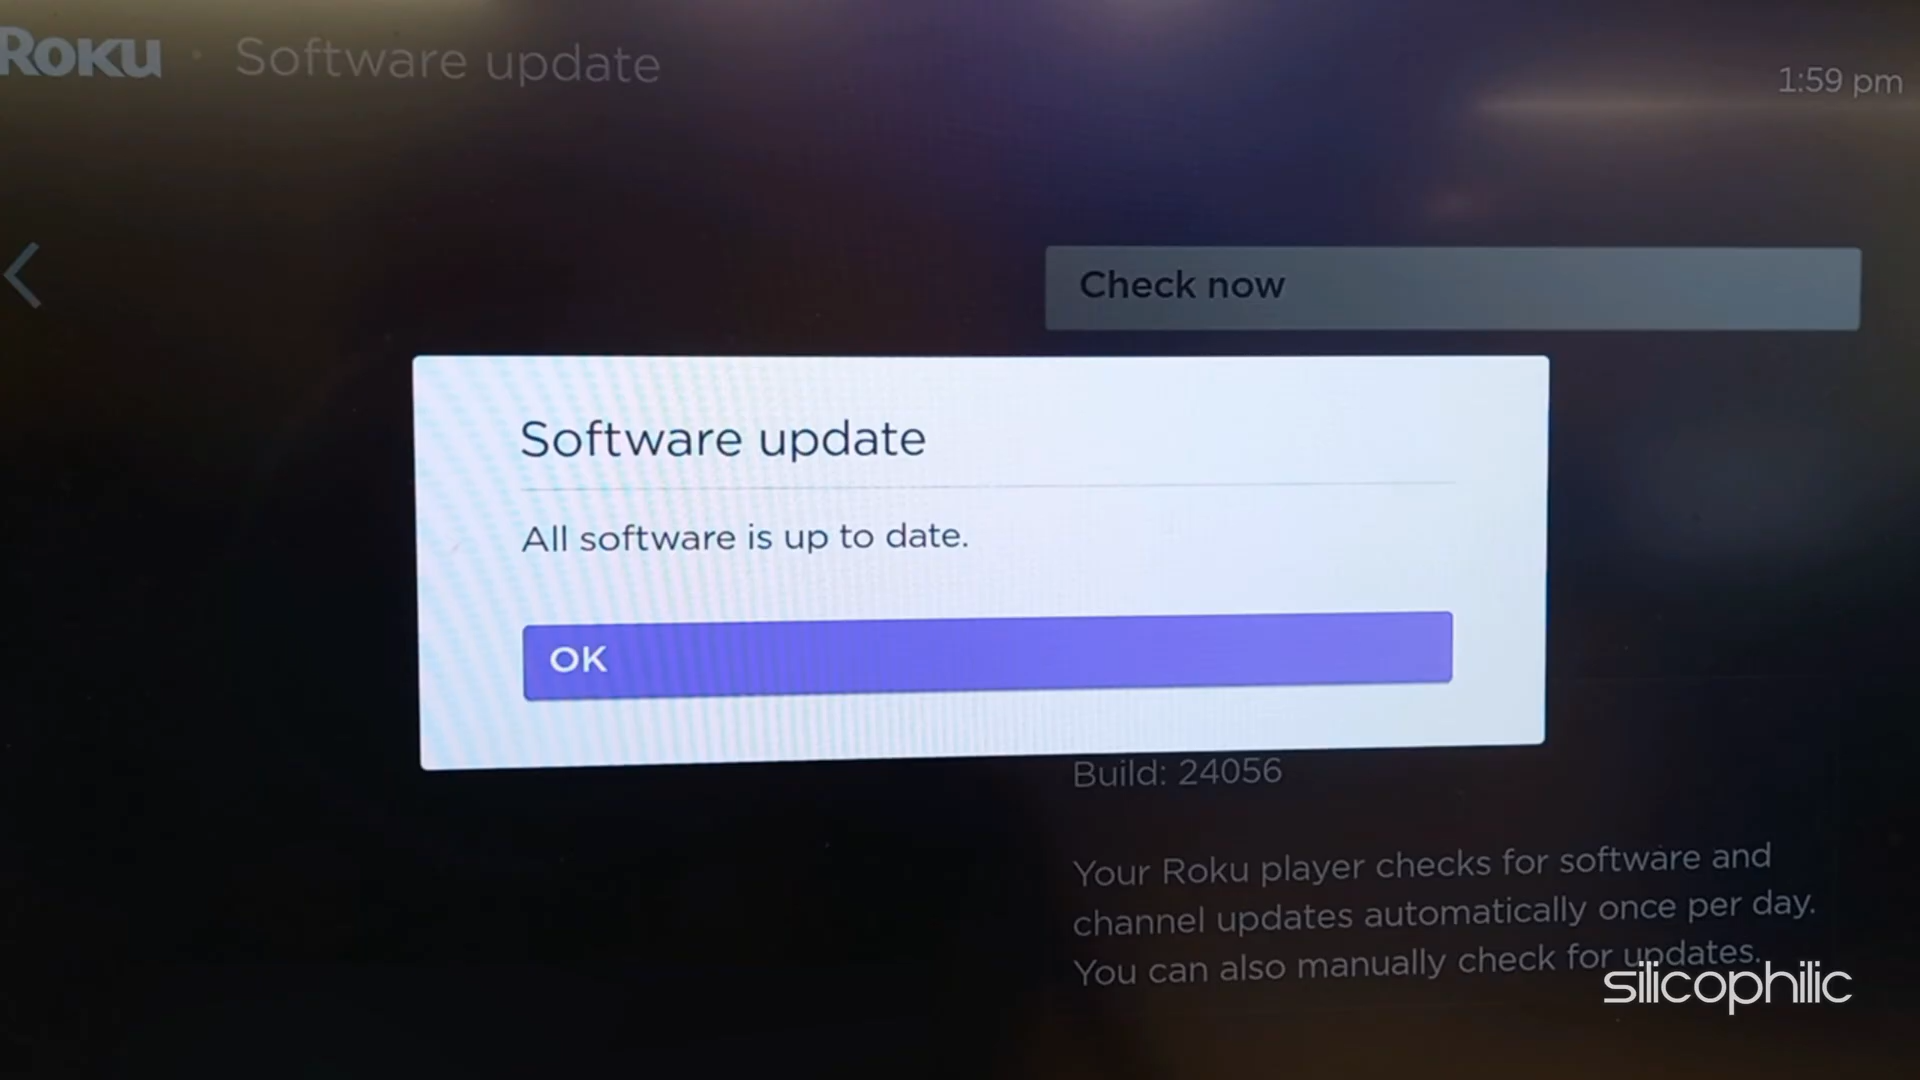 Roku · Software update
1:59 pm
Check now
Software update
All software is up to date.
OK
Build: 24056
Your Roku player checks for software and
channel updates automatically once per day.
You can also manually check for updates.
silicophilic